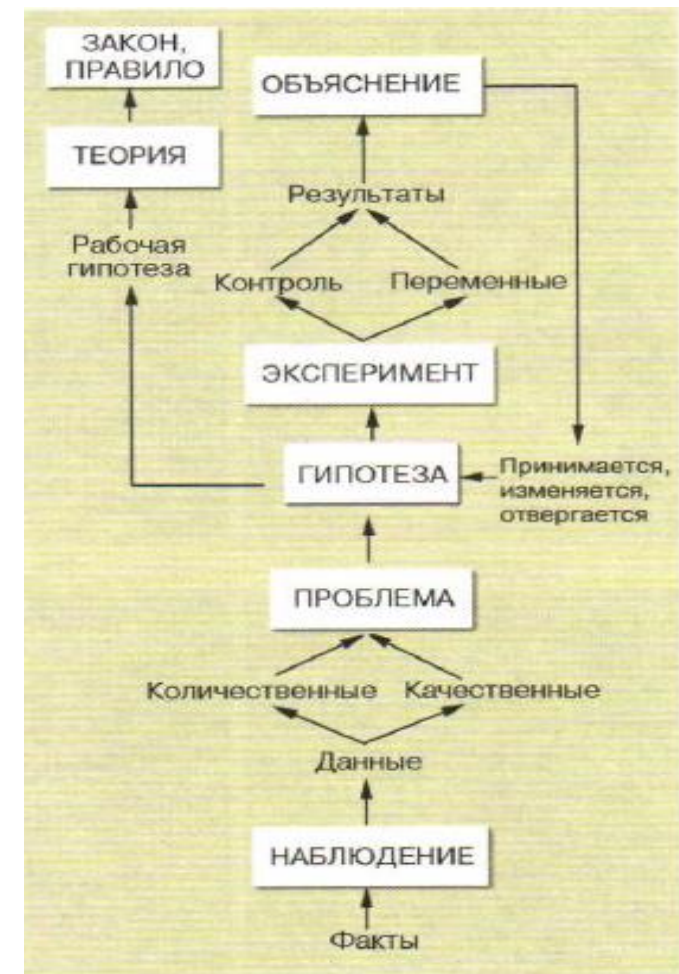 ЗАКОН,
ПРАВИЛО
ОБЪЯСНЕНИЕ
ТЕОРИЯ
Результаты
Рабочая
гипотеза
Контроль
Переменные
ЭКСПЕРИМЕНТ
ГИПОТЕЗА
Принимается,
изменяется,
отвергается
ПРОБЛЕМА
Количественные
Качественные
Данные
НАБЛЮДЕНИЕ
Факты